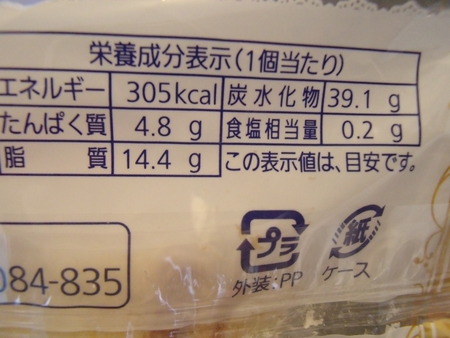 栄養成分表示(1個当たり)
エネルギー 305kcal 炭水化物 39.1 g
たんぱく質 4.8 g 食塩相当量 0.2 g
脂質 14.4 g この表示値は、目安です。
プラ 紙
084-835 外装:PP ケース